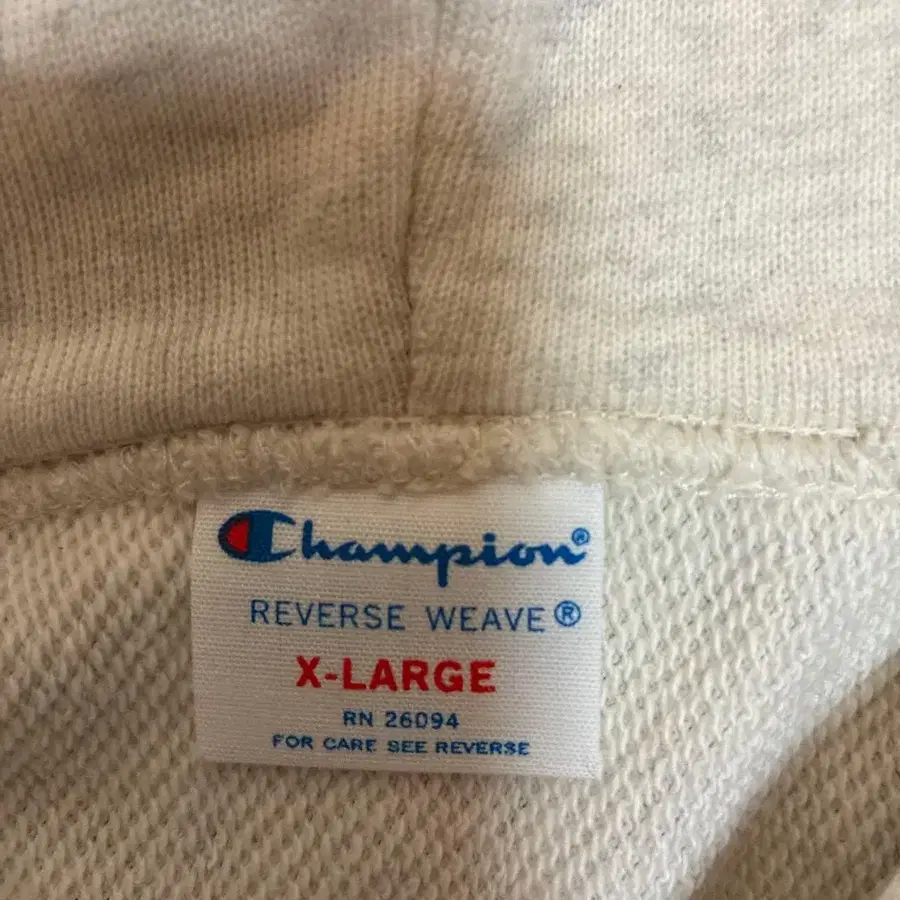 Champion®
REVERSE WEAVE®
X-LARGE
RN 26094
FOR CARE SEE REVERSE